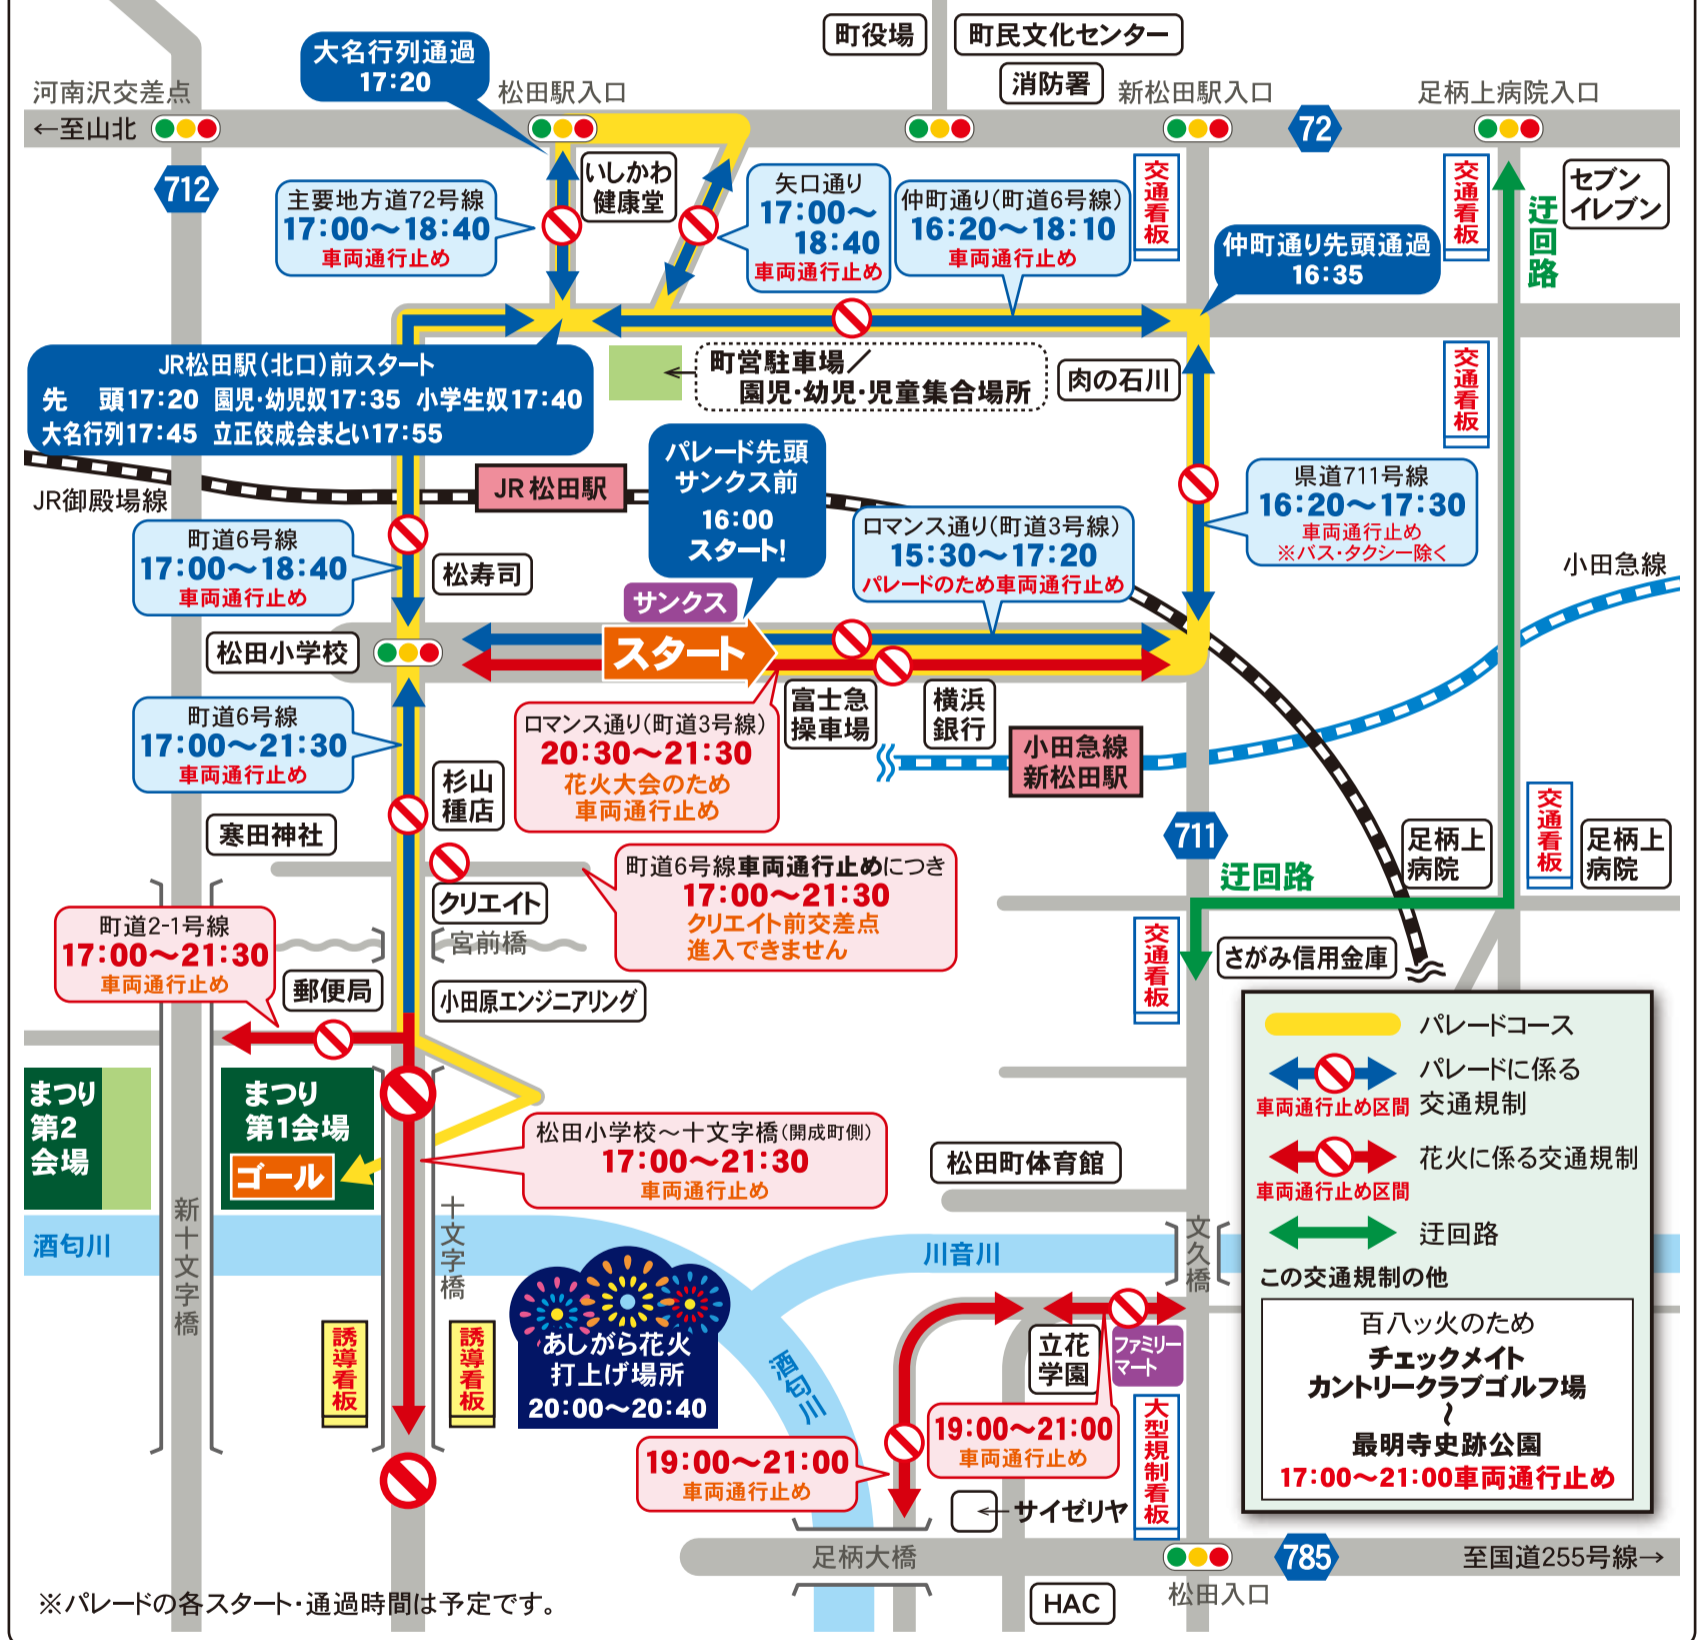 町役場
町民文化センター
大名行列通過
17:20
消防署
河南沢交差点
松田駅入口
新松田駅入口
足柄上病院入口
←至山北
72
712
いしかわ
健康堂
主要地方道72号線
17:00〜18:40
車両通行止め
矢口通り
17:00〜
18:40
車両通行止め
仲町通り(町道6号線)
16:20〜18:10
車両通行止め
交通看板
交通看板
迂回路
セブン
イレブン
仲町通り先頭通過
16:35
JR松田駅(北口)前スタート
先 頭17:20 園児・幼児奴17:35 小学生奴17:40
大名行列17:45 立正佼成会まとい17:55
町営駐車場/
園児・幼児・児童集合場所
←
肉の石川
交通看板
JR御殿場線
JR松田駅
パレード先頭
サンクス前
16:00
スタート!
県道711号線
16:20〜17:30
車両通行止め
※バス・タクシー除く
ロマンス通り(町道3号線)
15:30〜17:20
パレードのため車両通行止め
小田急線
町道6号線
17:00〜18:40
車両通行止め
松寿司
サンクス
スタート
松田小学校
富士急
操車場
横浜
銀行
町道6号線
17:00〜21:30
車両通行止め
ロマンス通り(町道3号線)
20:30〜21:30
花火大会のため
車両通行止め
小田急線
新松田駅
杉山
種店
寒田神社
711
足柄上
病院
交通看板
足柄上
病院
町道6号線車両通行止めにつき
17:00〜21:30
クリエイト前交差点
進入できません
迂回路
クリエイト
宮前橋
町道2-1号線
17:00〜21:30
車両通行止め
郵便局
小田原エンジニアリング
交通看板
さがみ信用金庫
まつり
第2
会場
まつり
第1会場
ゴール
松田小学校〜十文字橋(開成町側)
17:00〜21:30
車両通行止め
松田町体育館
パレードコース
パレードに係る
交通規制
車両通行止め区間
花火に係る交通規制
車両通行止め区間
迂回路
この交通規制の他
百八ッ火のため
チェックメイト
カントリークラブゴルフ場
〜
最明寺史跡公園
17:00〜21:00車両通行止め
酒匂川
新十文字橋
十文字橋
川音川
文久橋
誘導看板
誘導看板
あしがら花火
打上げ場所
20:00〜20:40
酒匂川
立花
学園
ファミリー
マート
19:00〜21:00
車両通行止め
19:00〜21:00
車両通行止め
大型規制看板
←サイゼリヤ
足柄大橋
785
至国道255号線→
松田入口
HAC
※パレードの各スタート・通過時間は予定です。